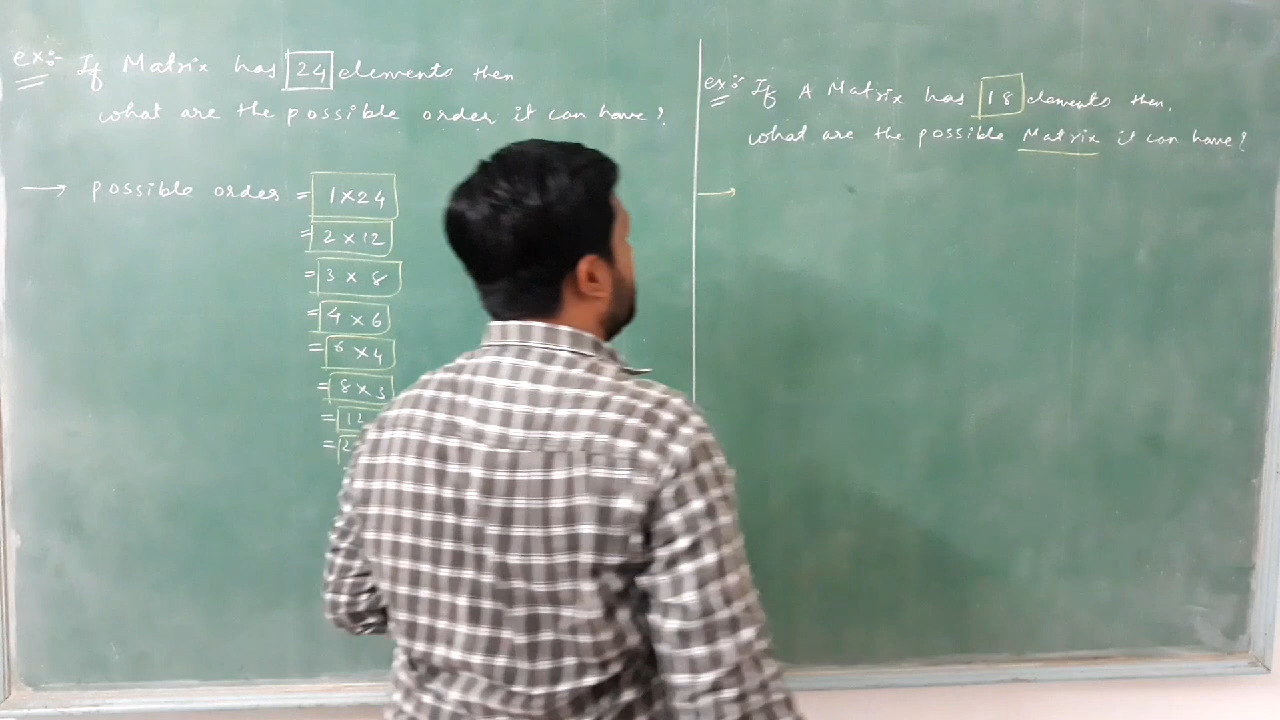 ex:- If Matrix has 24 elements then
what are the possible order it can have?
→ possible order = 1×24
= 2 × 12
= 3 × 8
= 4 × 6
= 6 × 4
= 8 × 3
= 12
= 2
ex:- If A Matrix has 18 elements then,
what are the possible Matrix it can have?
→